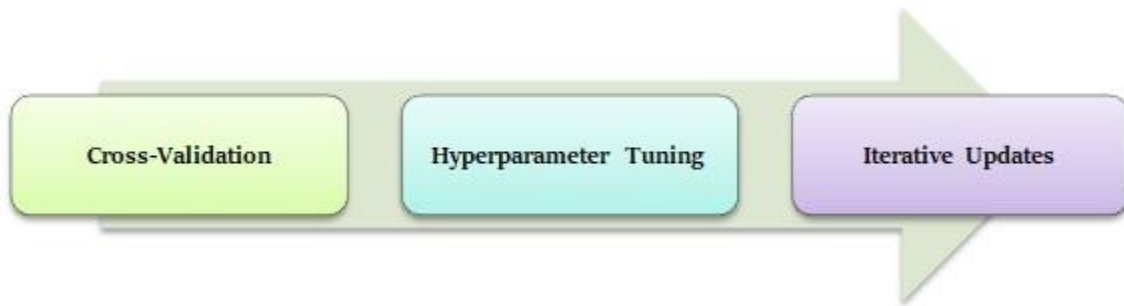 Cross-Validation
Hyperparameter Tuning
Iterative Updates